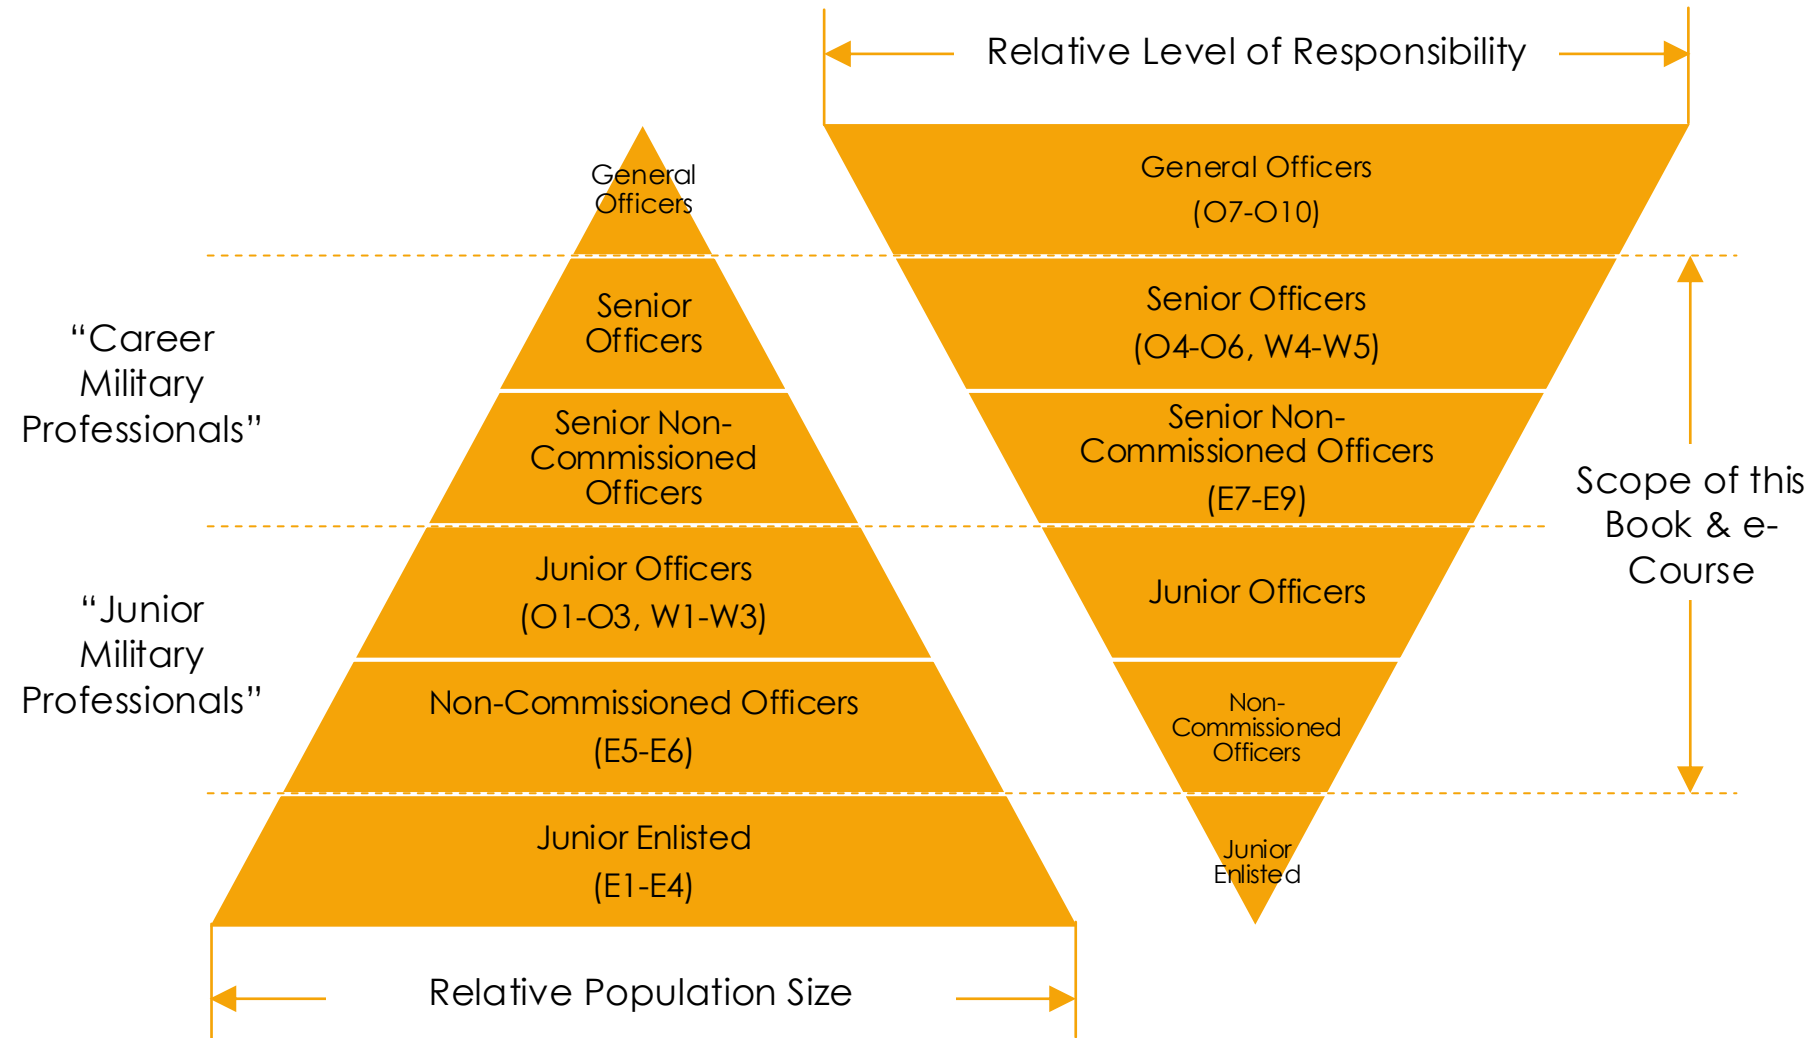 Relative Level of Responsibility
General
Officers
General Officers
(O7-O10)
Senior
Officers
Senior Officers
(O4-O6, W4-W5)
“Career
Military
Professionals”
Senior Non-
Commissioned
Officers
Senior Non-
Commissioned Officers
(E7-E9)
Scope of this
Book & e-
Course
Junior Officers
(O1-O3, W1-W3)
Junior Officers
“Junior
Military
Professionals”
Non-Commissioned Officers
(E5-E6)
Non-
Commissioned
Officers
Junior Enlisted
(E1-E4)
Junior
Enlisted
Relative Population Size